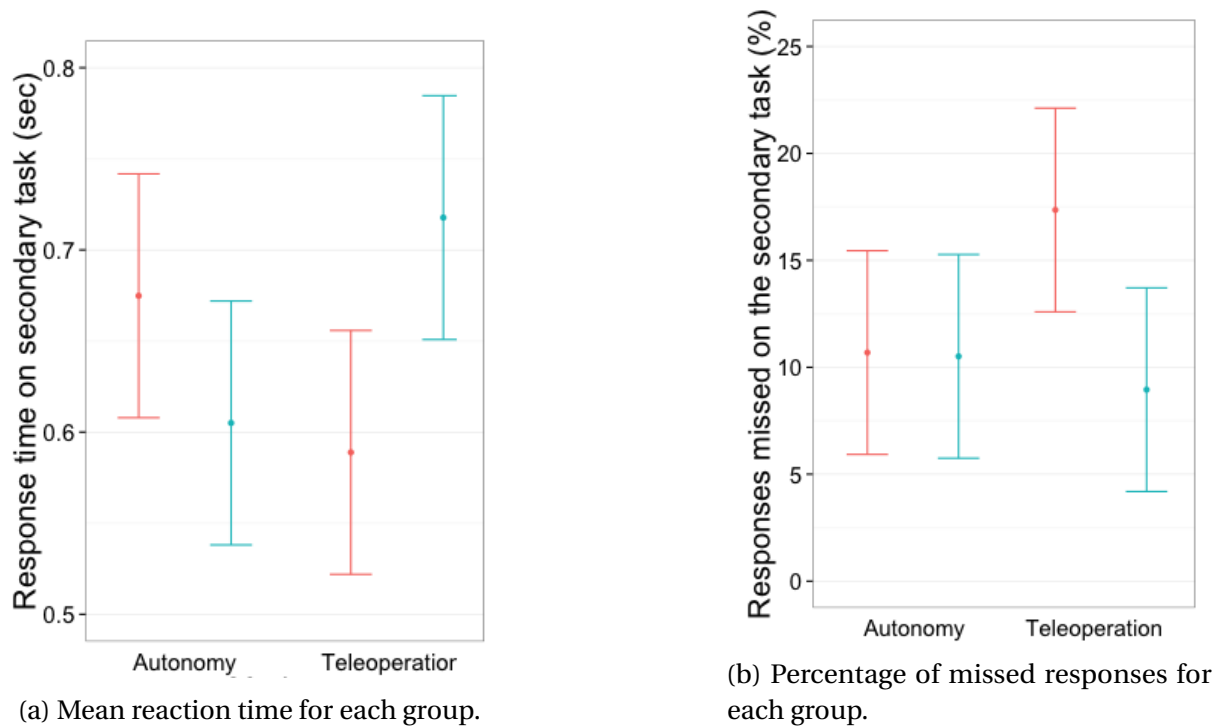 Response time on secondary task (sec)
0.8
0.7
0.6
0.5
Autonomy
Teleoperatior
(a) Mean reaction time for each group.
Responses missed on the secondary task (%)
25
20
15
10
5
0
Autonomy
Teleoperation
(b) Percentage of missed responses for
each group.